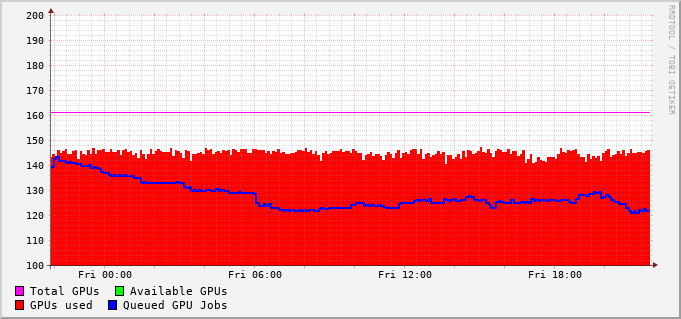 200
190
180
170
160
150
140
130
120
110
100
Fri 00:00 Fri 06:00 Fri 12:00 Fri 18:00
Total GPUs Available GPUs
GPUs used Queued GPU Jobs
RRDTOOL / TOBI OETIKER